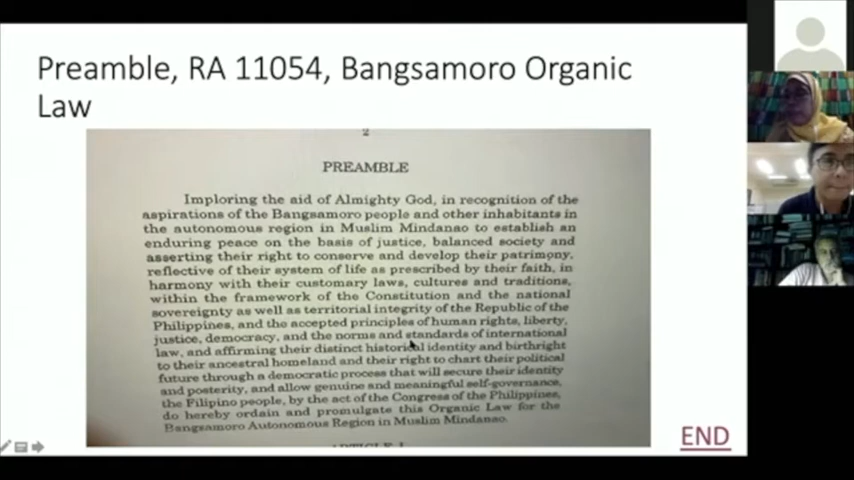 Preamble, RA 11054, Bangsamoro Organic
Law
2
PREAMBLE
Imploring the aid of Almighty God, in recognition of the
aspirations of the Bangsamoro people and other inhabitants in
the autonomous region in Muslim Mindanao to establish an
enduring peace on the basis of justice, balanced society and
asserting their right to conserve and develop their patrimony,
reflective of their system of life as prescribed by their faith, in
harmony with their customary laws, cultures and traditions,
within the framework of the Constitution and the national
sovereignty as well as territorial integrity of the Republic of the
Philippines, and the accepted principles of human rights, liberty,
justice, democracy, and the norms and standards of international
law, and affirming their distinct historical identity and birthright
to their ancestral homeland and their right to chart their political
future through a democratic process that will secure their identity
and posterity, and allow genuine and meaningful self-governance,
the Filipino people, by the act of the Congress of the Philippines,
do hereby ordain and promulgate this Organic Law for the
Bangsamoro Autonomous Region in Muslim Mindanao.
ARTICLE I
END